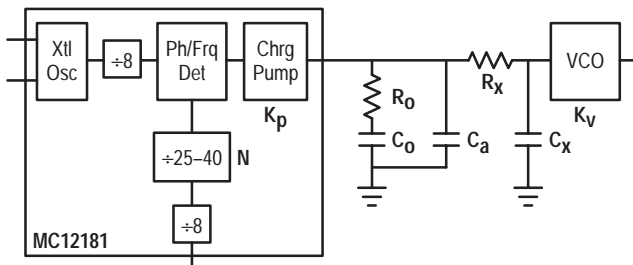 Xtl
Osc
÷8
Ph/Frq
Det
Chrg
Pump
Kp
VCO
Kv
Rx
Ro
Co
Ca
Cx
÷25–40
N
÷8
MC12181